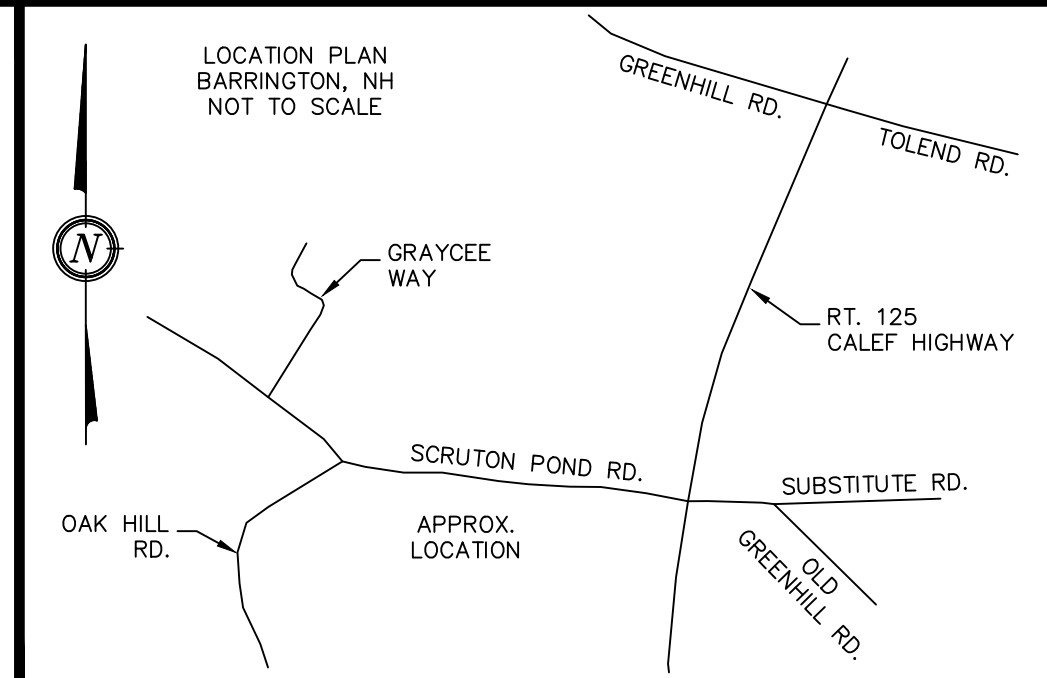 LOCATION PLAN
BARRINGTON, NH
NOT TO SCALE
GREENHILL RD.
TOLEND RD.
N
GRAYCEE
WAY
RT. 125
CALEF HIGHWAY
SCRUTON POND RD.
SUBSTITUTE RD.
OAK HILL
RD.
APPROX.
LOCATION
OLD
GREENHILL RD.